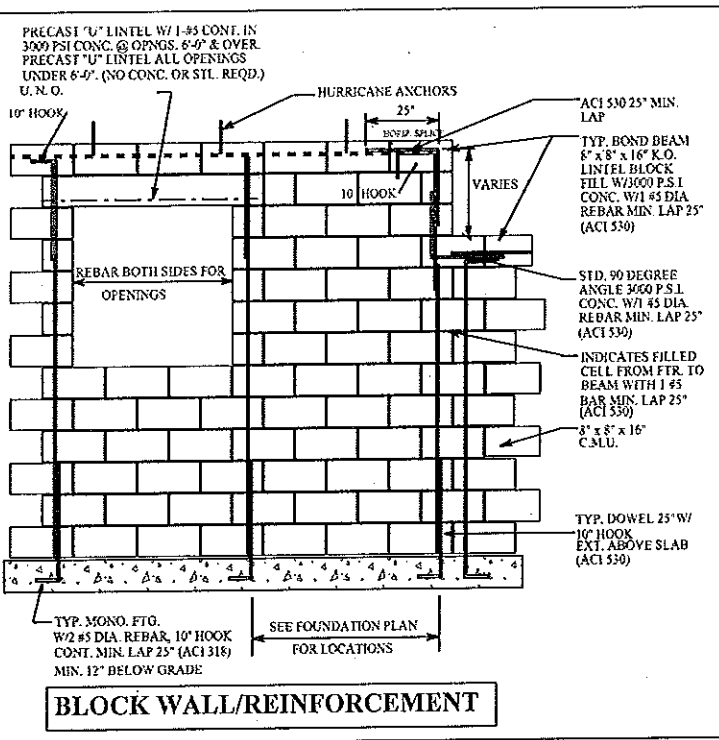 PRECAST "U" LINTEL W/ 1-#5 CONT. IN
3000 PSI CONC. @ OPNGS. 6'-0" & OVER.
PRECAST "U" LINTEL ALL OPENINGS
UNDER 6'-0". (NO CONC. OR STL. REQD.)
U. N. O.
10" HOOK
HURRICANE ANCHORS
25"
HORIZ. SPLICE
10 HOOK
VARIES
ACI 530 25" MIN.
LAP
TYP. BOND BEAM
8" x 8" x 16" K.O.
LINTEL BLOCK
FILL W/3000 P.S.I.
CONC. W/1 #5 DIA.
REBAR MIN. LAP 25"
(ACI 530)
REBAR BOTH SIDES FOR
OPENINGS
STD. 90 DEGREE
ANGLE 3000 P.S.I.
CONC. W/1 #5 DIA.
REBAR MIN. LAP 25"
(ACI 530)
INDICATES FILLED
CELL FROM FTR. TO
BEAM WITH 1 #5
BAR MIN. LAP 25"
(ACI 530)
8" x 8" x 16"
C.M.U.
TYP. DOWEL 25" W/
10" HOOK
EXT. ABOVE SLAB
(ACI 530)
TYP. MONO. FTG.
W/2 #5 DIA. REBAR, 10" HOOK
CONT. MIN. LAP 25" (ACI 318)
MIN. 12" BELOW GRADE
SEE FOUNDATION PLAN
FOR LOCATIONS
BLOCK WALL/REINFORCEMENT